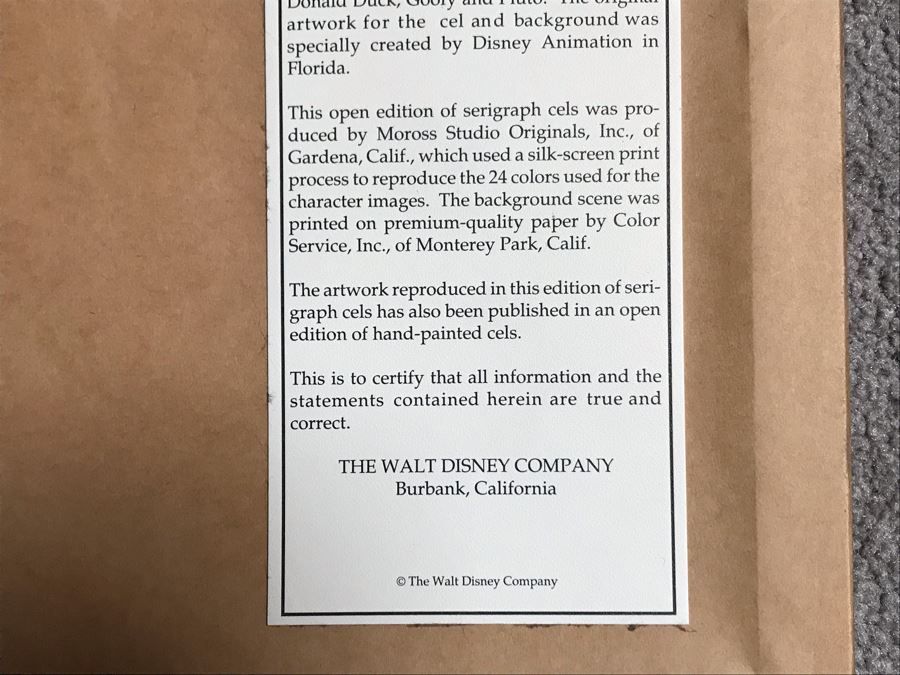 Donald Duck, Goofy and Pluto. The original
artwork for the cel and background was
specially created by Disney Animation in
Florida.
This open edition of serigraph cels was pro-
duced by Moross Studio Originals, Inc., of
Gardena, Calif., which used a silk-screen print
process to reproduce the 24 colors used for the
character images. The background scene was
printed on premium-quality paper by Color
Service, Inc., of Monterey Park, Calif.
The artwork reproduced in this edition of seri-
graph cels has also been published in an open
edition of hand-painted cels.
This is to certify that all information and the
statements contained herein are true and
correct.
THE WALT DISNEY COMPANY
Burbank, California
© The Walt Disney Company